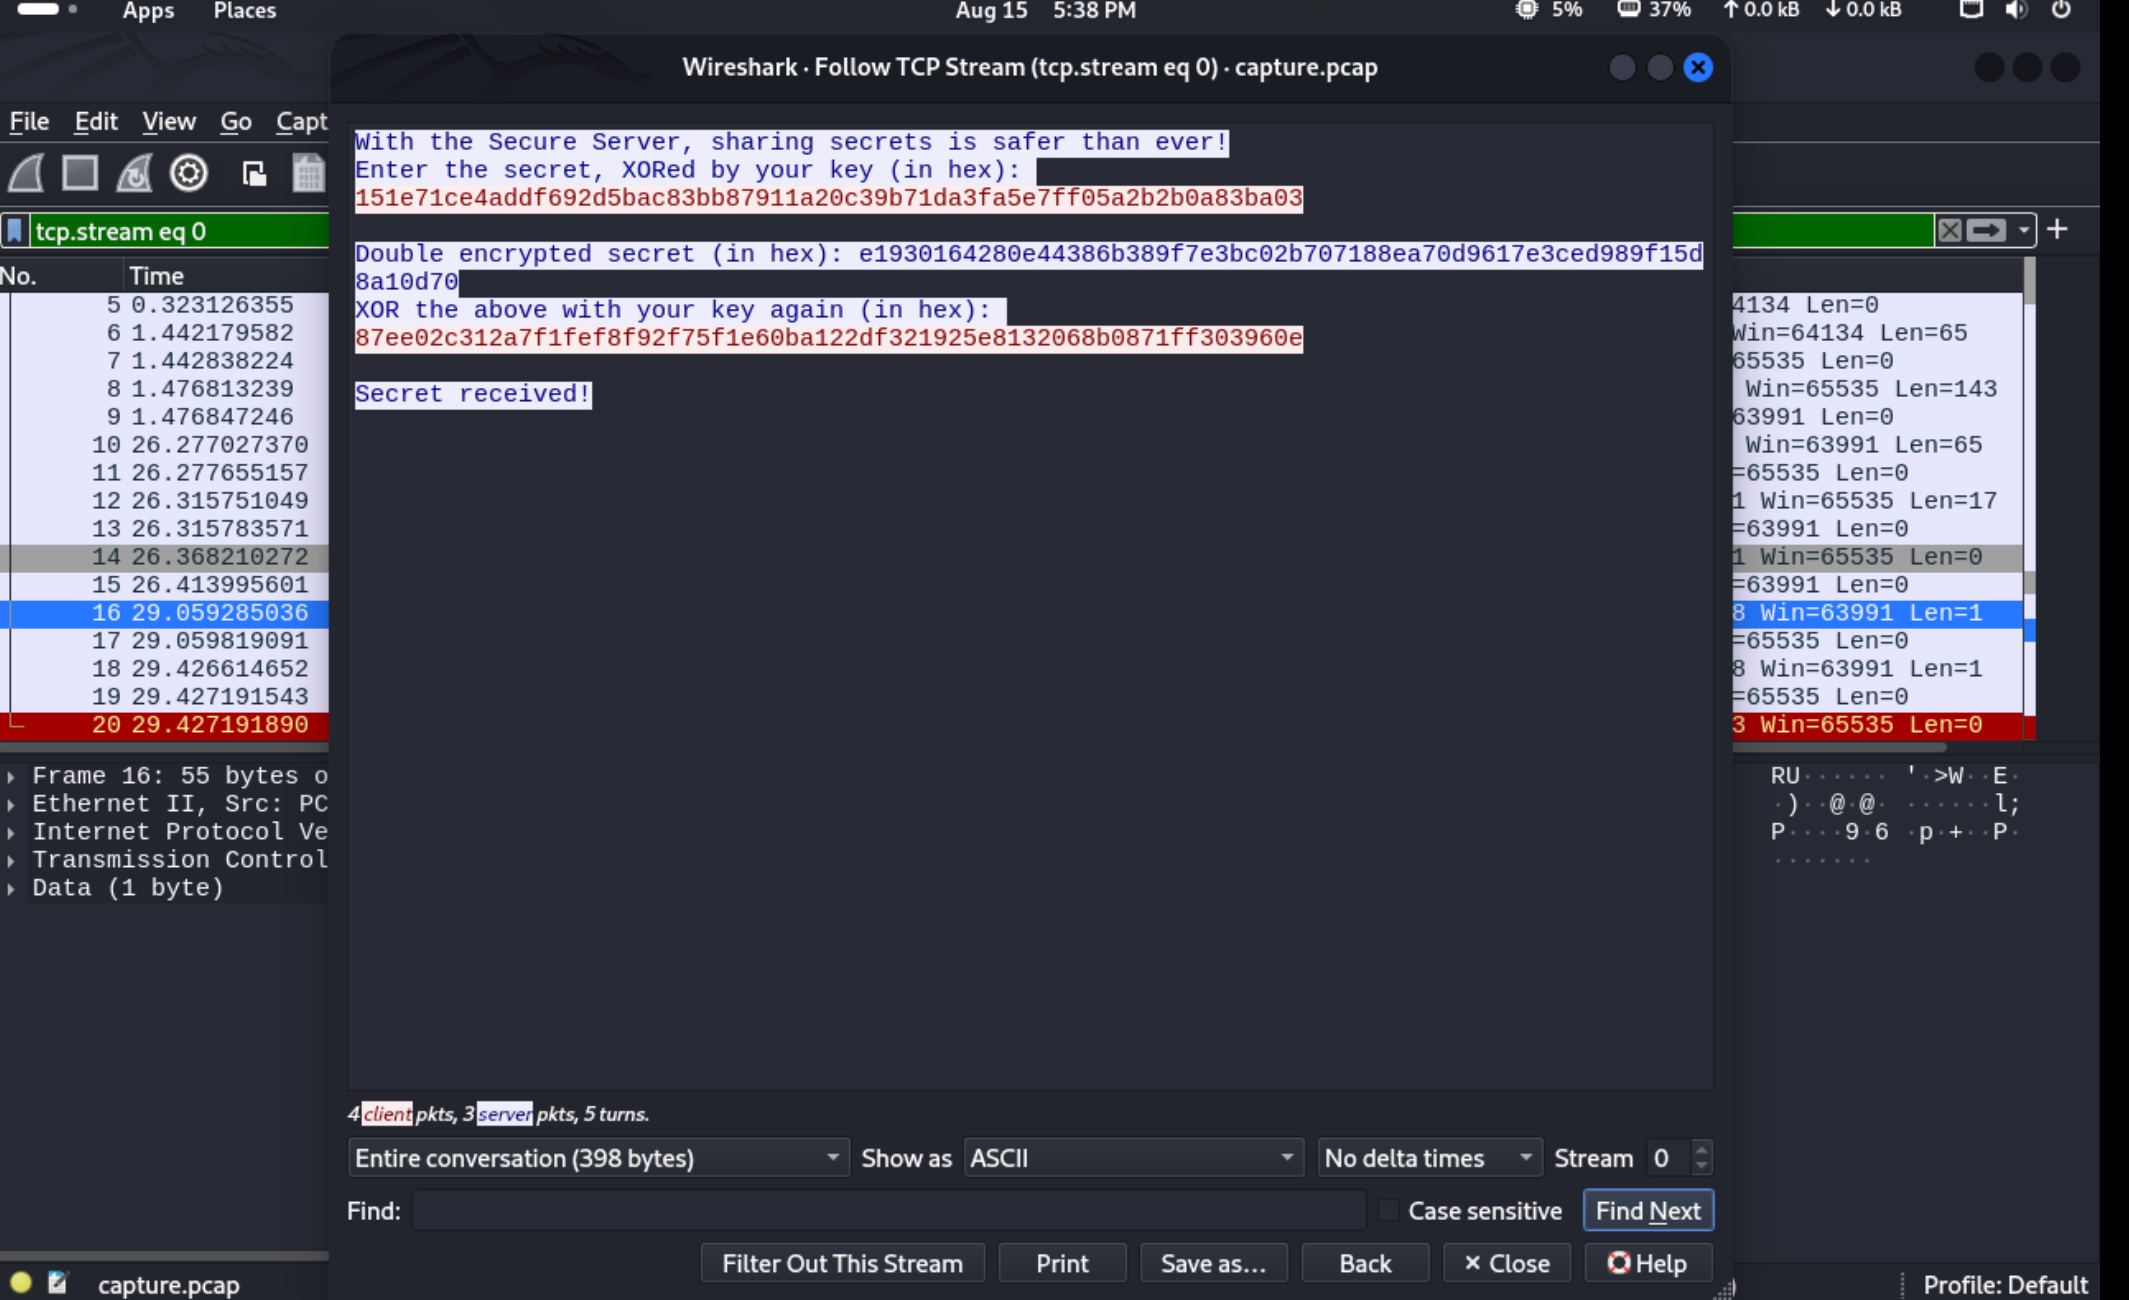 Apps Places Aug 15 5:38 PM 5% 37% ↑ 0.0 kB ↓ 0.0 kB
Wireshark · Follow TCP Stream (tcp.stream eq 0) · capture.pcap
File Edit View Go Capt
tcp.stream eq 0
With the Secure Server, sharing secrets is safer than ever!
Enter the secret, XORed by your key (in hex):
151e71ce4addf692d5bac83bb87911a20c39b71da3fa5e7ff05a2b2b0a83ba03
Double encrypted secret (in hex): e1930164280e44386b389f7e3bc02b707188ea70d9617e3ced989f15d
8a10d70
XOR the above with your key again (in hex):
87ee02c312a7f1fef8f92f75f1e60ba122df321925e8132068b0871ff303960e
Secret received!
No. Time
5 0.323126355 4134 Len=0
6 1.442179582 Win=64134 Len=65
7 1.442838224 65535 Len=0
8 1.476813239 Win=65535 Len=143
9 1.476847246 63991 Len=0
10 26.277027370 Win=63991 Len=65
11 26.277655157 =65535 Len=0
12 26.315751049 1 Win=65535 Len=17
13 26.315783571 =63991 Len=0
14 26.368210272 1 Win=65535 Len=0
15 26.413995601 =63991 Len=0
16 29.059285036 8 Win=63991 Len=1
17 29.059819091 =65535 Len=0
18 29.426614652 8 Win=63991 Len=1
19 29.427191543 =65535 Len=0
20 29.427191890 3 Win=65535 Len=0
Frame 16: 55 bytes o
Ethernet II, Src: PC
Internet Protocol Ve
Transmission Control
Data (1 byte)
RU······ '·>W··E·
·)··@·@· ······l;
P····9·6 ·p·+··P·
·······
4 client pkts, 3 server pkts, 5 turns.
Entire conversation (398 bytes) Show as ASCII No delta times Stream 0
Find: Case sensitive Find Next
Filter Out This Stream Print Save as… Back × Close Help
capture.pcap Profile: Default